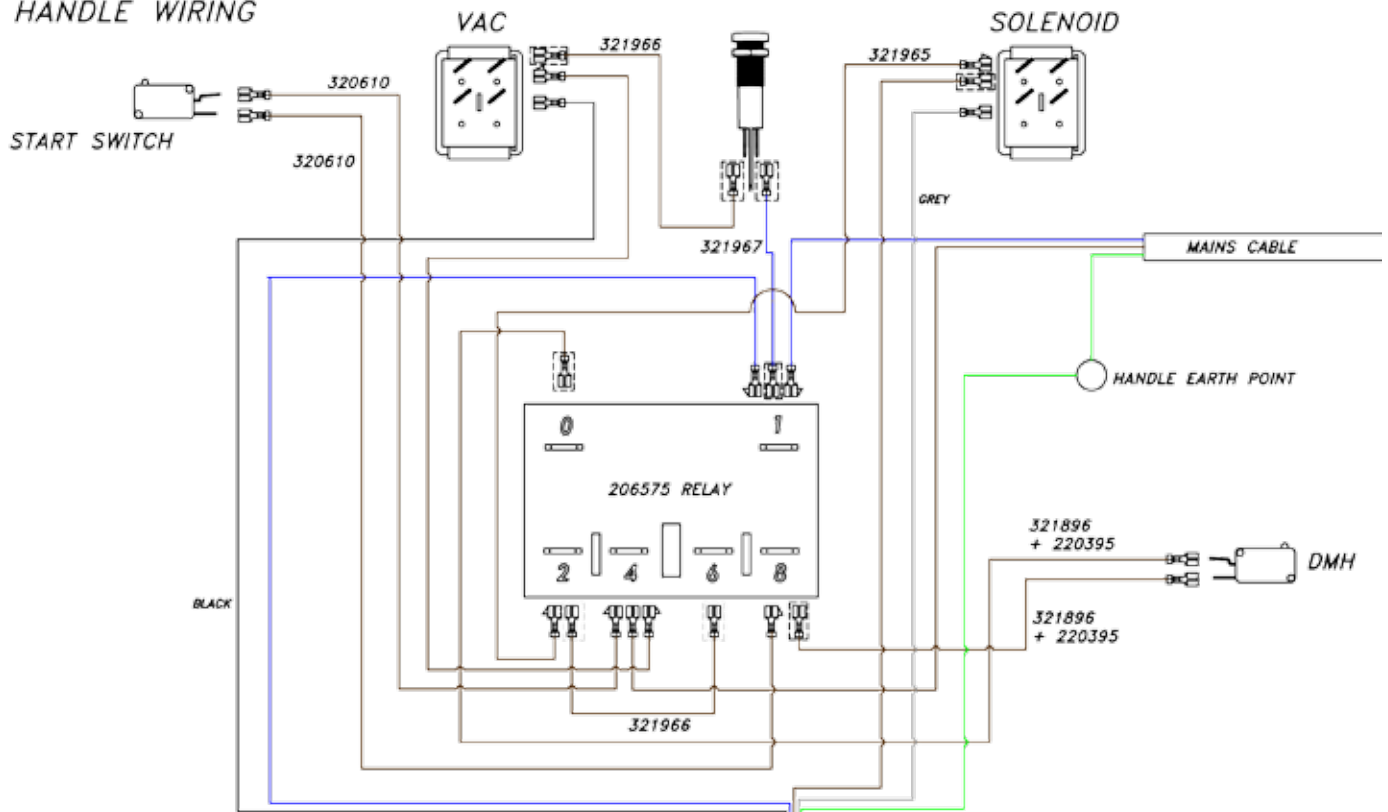 HANDLE WIRING
VAC
SOLENOID
321966
321965
320610
START SWITCH
320610
GREY
321967
MAINS CABLE
HANDLE EARTH POINT
0
1
206575 RELAY
2
4
6
8
321896
+ 220395
DMH
BLACK
321896
+ 220395
321966